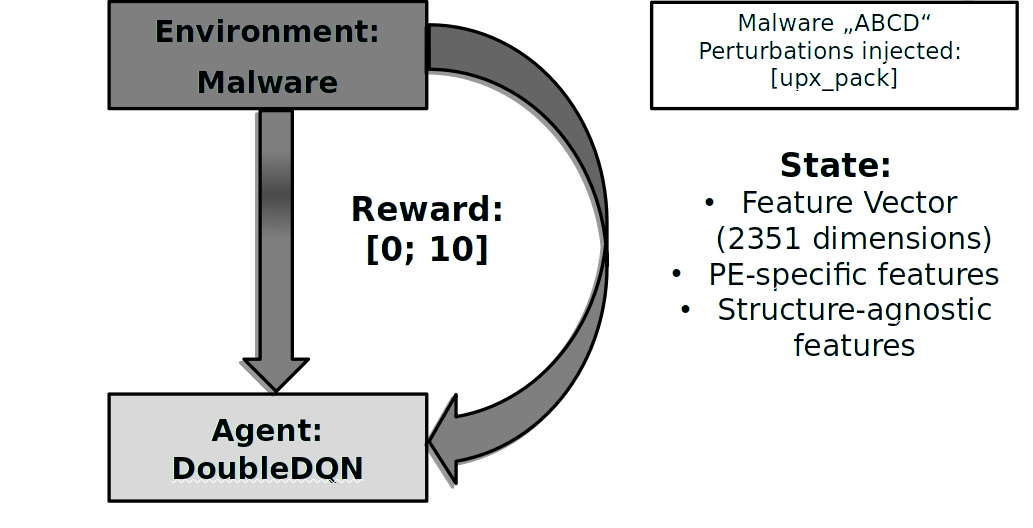 Environment:
Malware
Malware „ABCD“
Perturbations injected:
[upx_pack]
Reward:
[0; 10]
State:
• Feature Vector
(2351 dimensions)
• PE-specific features
• Structure-agnostic
features
Agent:
DoubleDQN